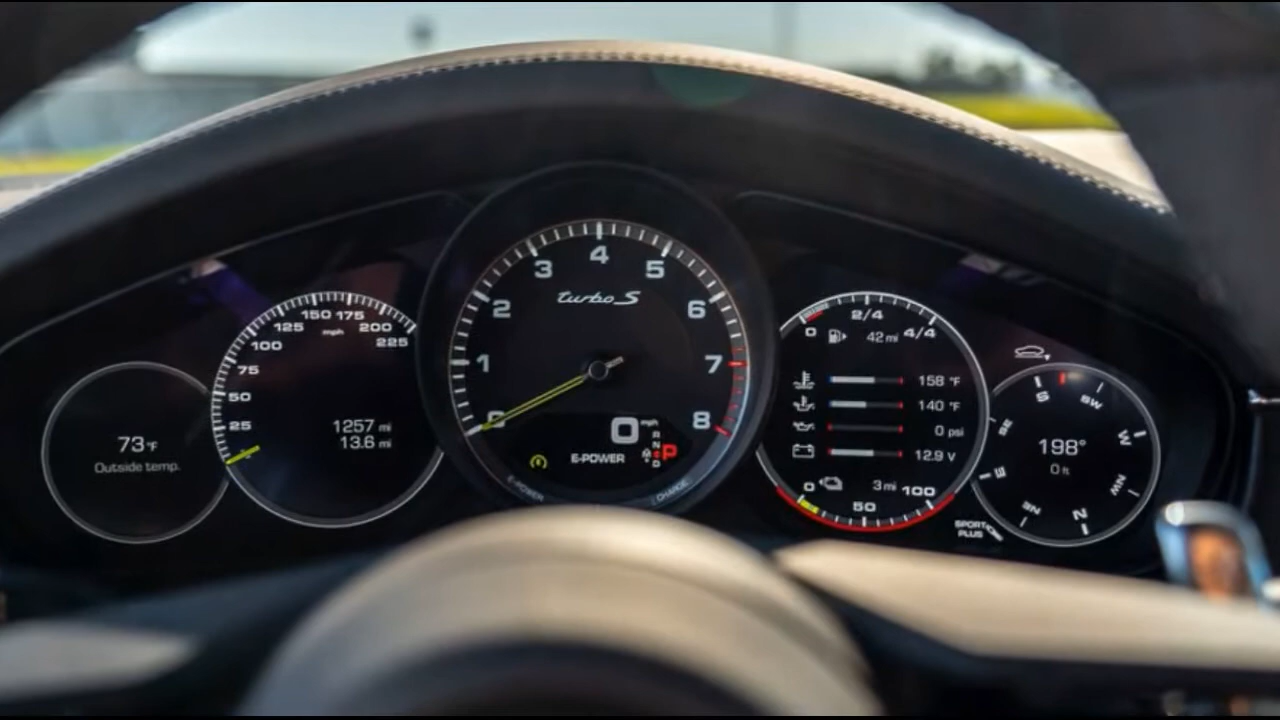 73°F
Outside temp.
25
50
75
100
125
150
175
200
225
mph
1257 mi
13.6 mi
0
1
2
3
4
5
6
7
8
turbo S
0 mph
E-POWER
R
N
D
P
E-POWER
CHARGE
0
2/4
4/4
42 mi
158 °F
140 °F
0 psi
12.9 V
3 mi
0
50
100
SPORT
PLUS
198°
0 ft
S
SW
W
NW
N
NE
E
SE